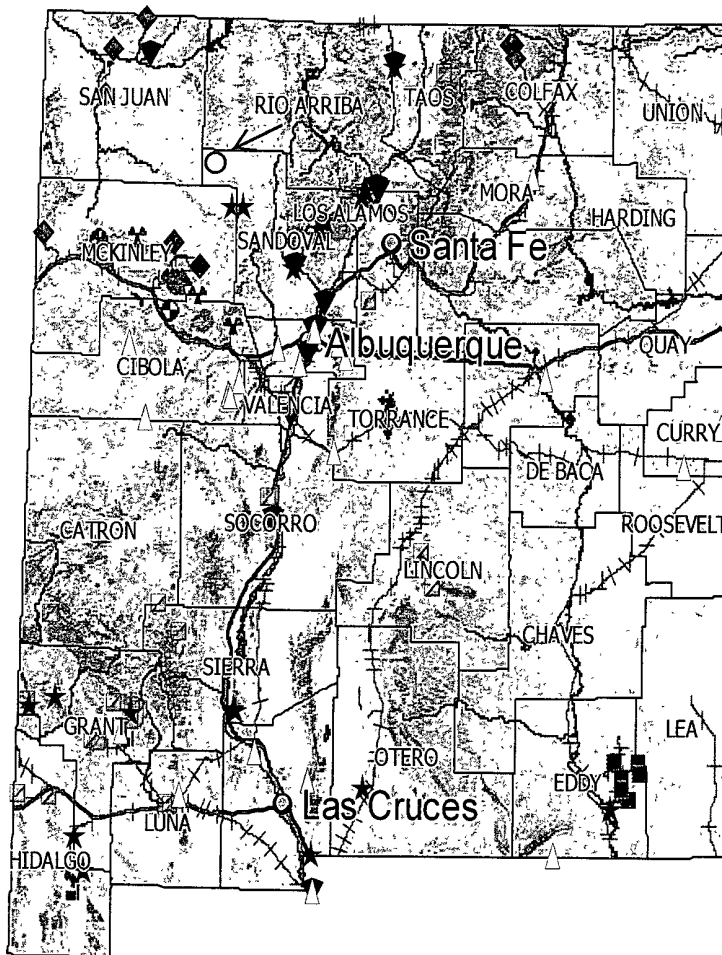 SAN JUAN
RIO ARRIBA
TAOS
COLFAX
UNION
MORA
LOS ALAMOS
HARDING
SANDOVAL
MCKINLEY
Santa Fe
Albuquerque
QUAY
CIBOLA
VALENCIA
TORRANCE
CURRY
DE BACA
CATRON
SOCORRO
ROOSEVELT
LINCOLN
CHAVES
SIERRA
GRANT
LEA
OTERO
EDDY
Las Cruces
LUNA
HIDALGO